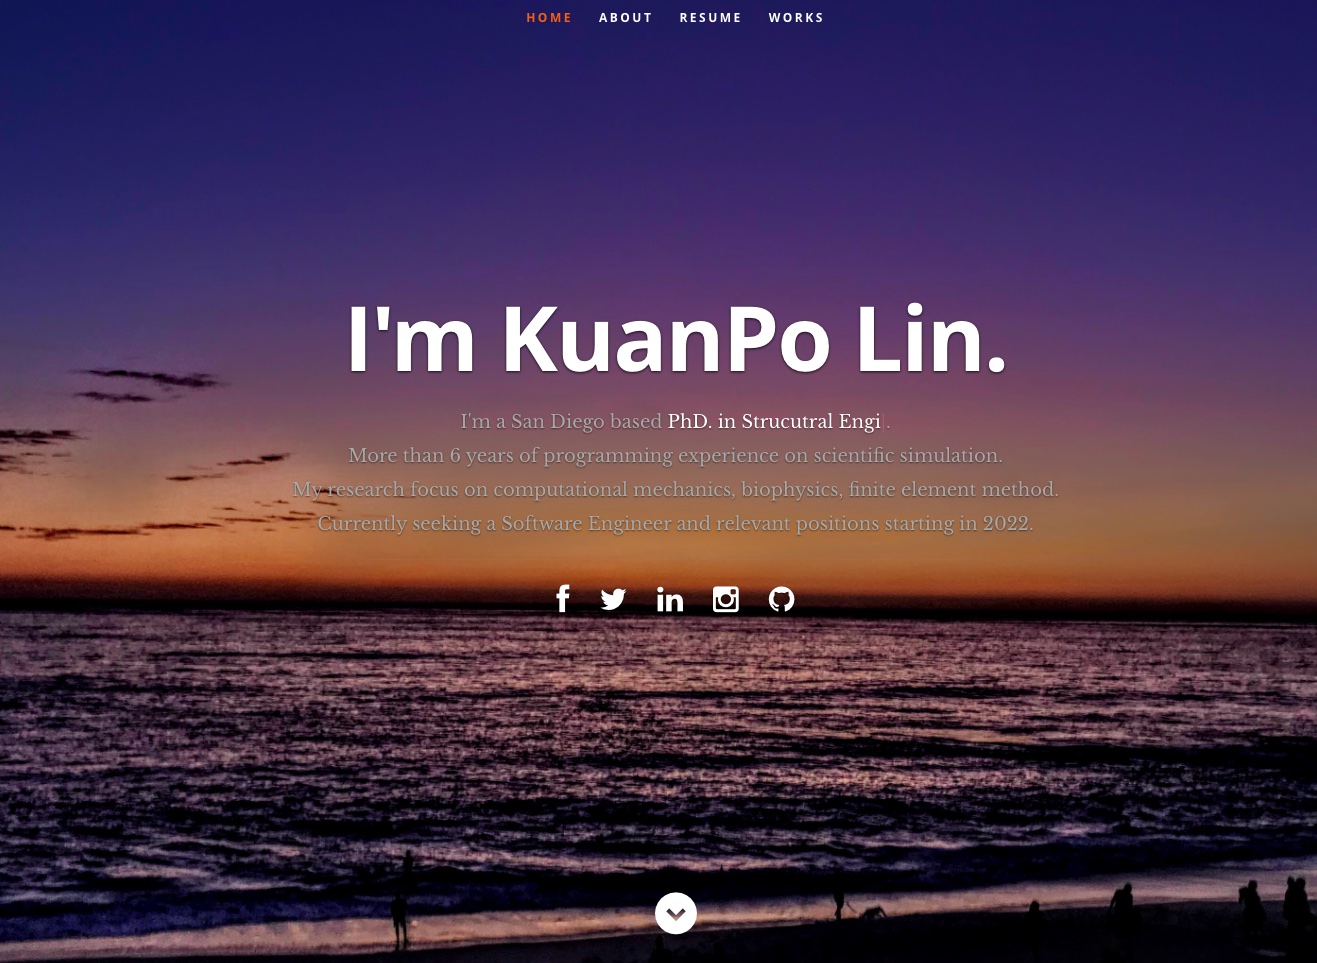 HOME ABOUT RESUME WORKS
I'm KuanPo Lin.
I'm a San Diego based PhD. in Strucutral Engi .
More than 6 years of programming experience on scientific simulation.
My research focus on computational mechanics, biophysics, finite element method.
Currently seeking a Software Engineer and relevant positions starting in 2022.